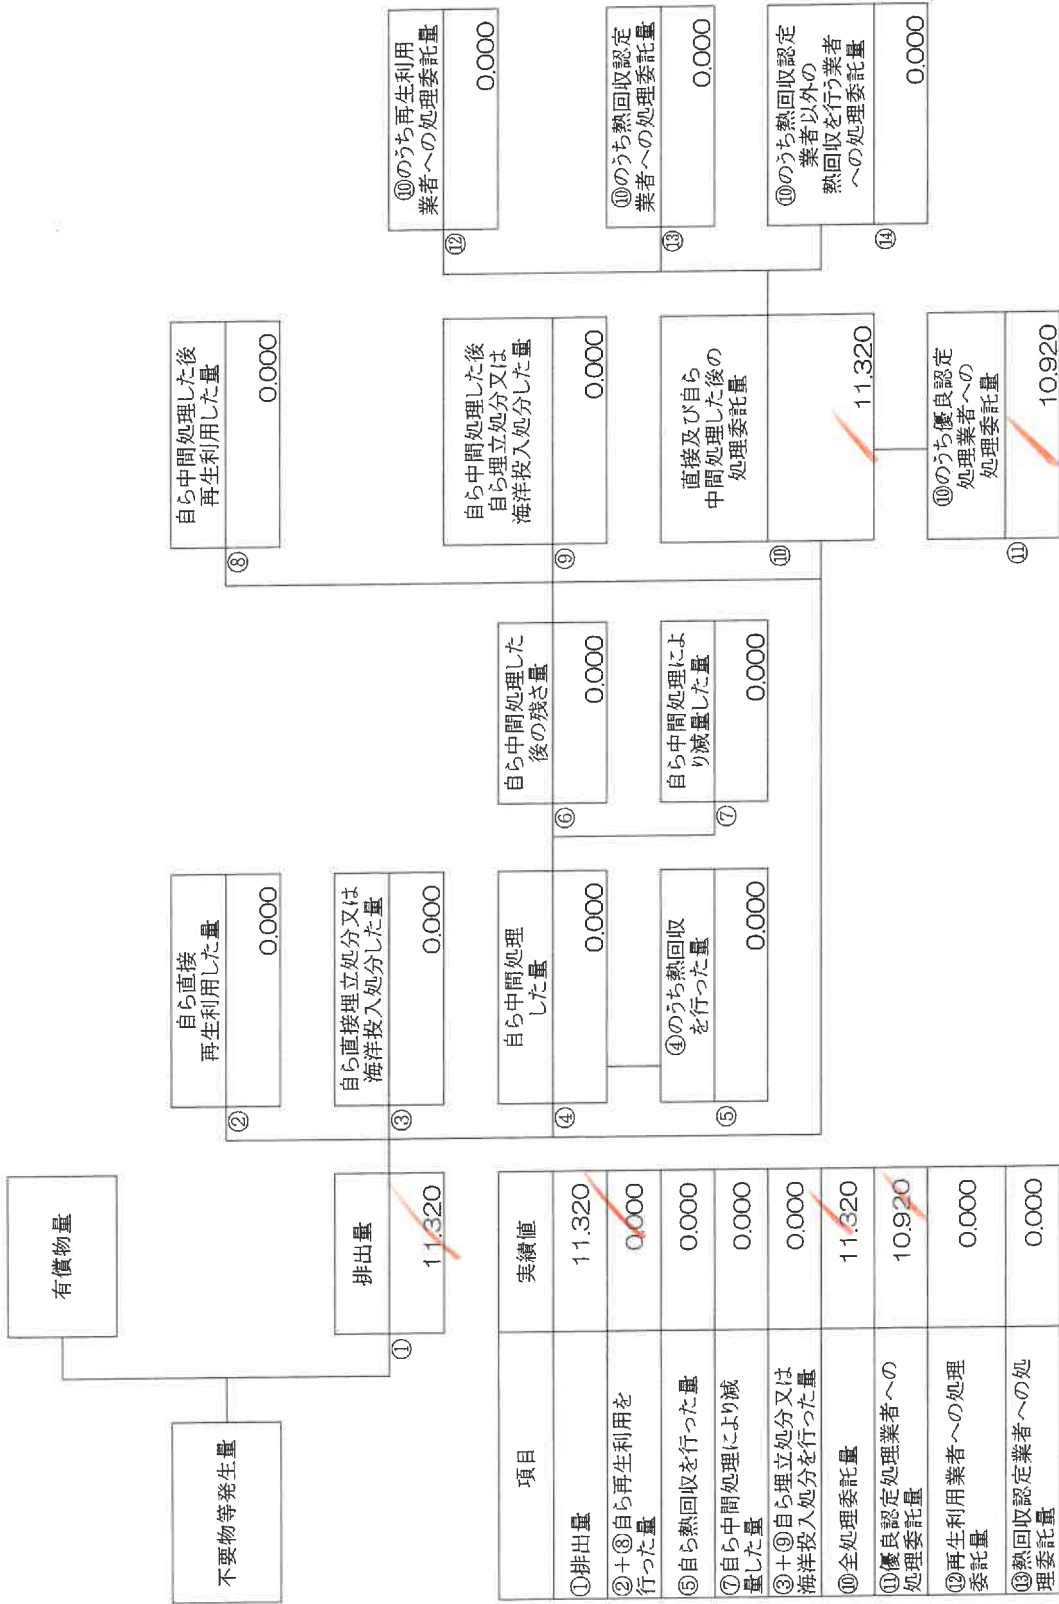 有償物量
不要物等発生量
排出量
①
11.320
自ら直接
再生利用した量
②
0.000
自ら直接埋立処分又は
海洋投入処分した量
③
0.000
自ら中間処理
した量
④
0.000
④のうち熱回収
を行った量
⑤
0.000
自ら中間処理した
後の残さ量
⑥
0.000
自ら中間処理によ
り減量した量
⑦
0.000
自ら中間処理した後
再生利用した量
⑧
0.000
自ら中間処理した後
自ら埋立処分又は
海洋投入処分した量
⑨
0.000
直接及び自ら
中間処理した後の
処理委託量
⑩
11.320
⑩のうち優良認定
処理業者への
処理委託量
⑪
10.920
⑩のうち再生利用
業者への処理委託量
⑫
0.000
⑩のうち熱回収認定
業者への処理委託量
⑬
0.000
⑩のうち熱回収認定
業者以外の
熱回収を行う業者
への処理委託量
⑭
0.000
項目
実績値
①排出量
11.320
②+⑧自ら再生利用を
行った量
0.000
⑤自ら熱回収を行った量
0.000
⑦自ら中間処理により減
量した量
0.000
③+⑨自ら埋立処分又は
海洋投入処分を行った量
0.000
⑩全処理委託量
11.320
⑪優良認定処理業者への
処理委託量
10.920
⑫再生利用業者への処理
委託量
0.000
⑬熱回収認定業者への処
理委託量
0.000